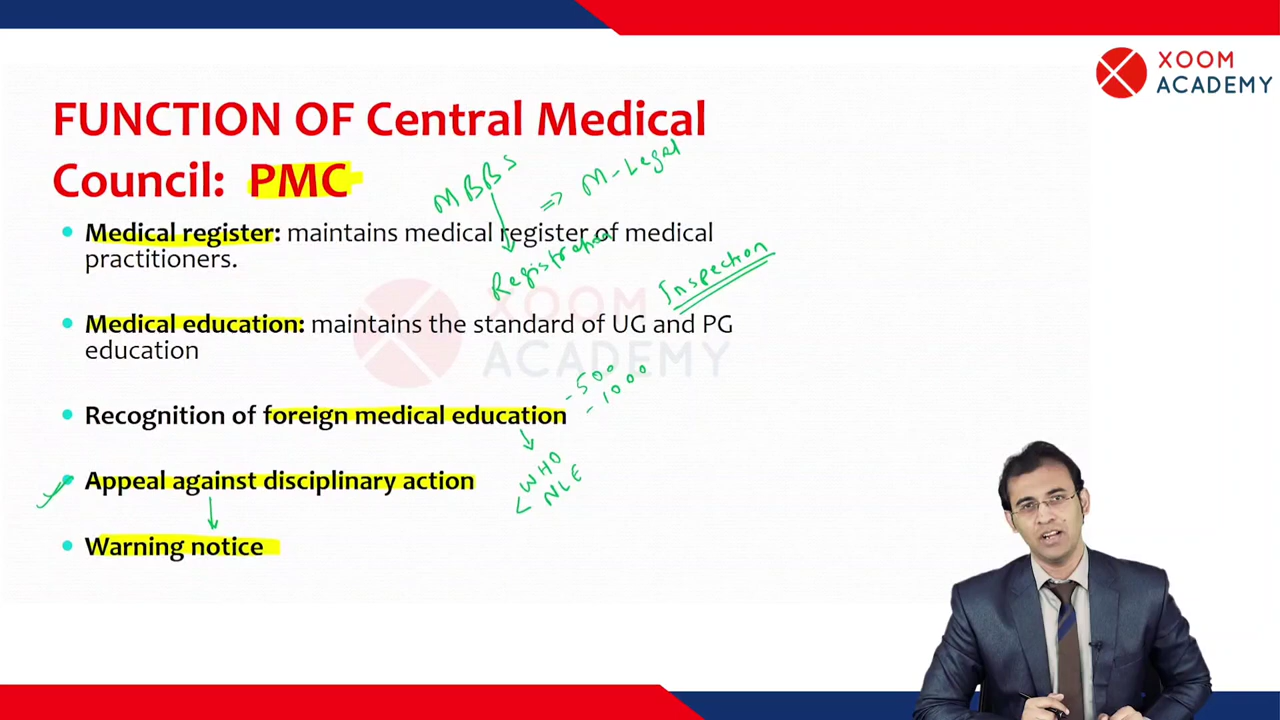 XOOM
ACADEMY
FUNCTION OF Central Medical
Council: PMC
MBBS
⇒ M-Legal
• Medical register: maintains medical register of medical
practitioners.
Registration
Inspection
XOOM
ACADEMY
• Medical education: maintains the standard of UG and PG
education
- 500
- 1000
• Recognition of foreign medical education
WHO
NLE
• Appeal against disciplinary action
• Warning notice